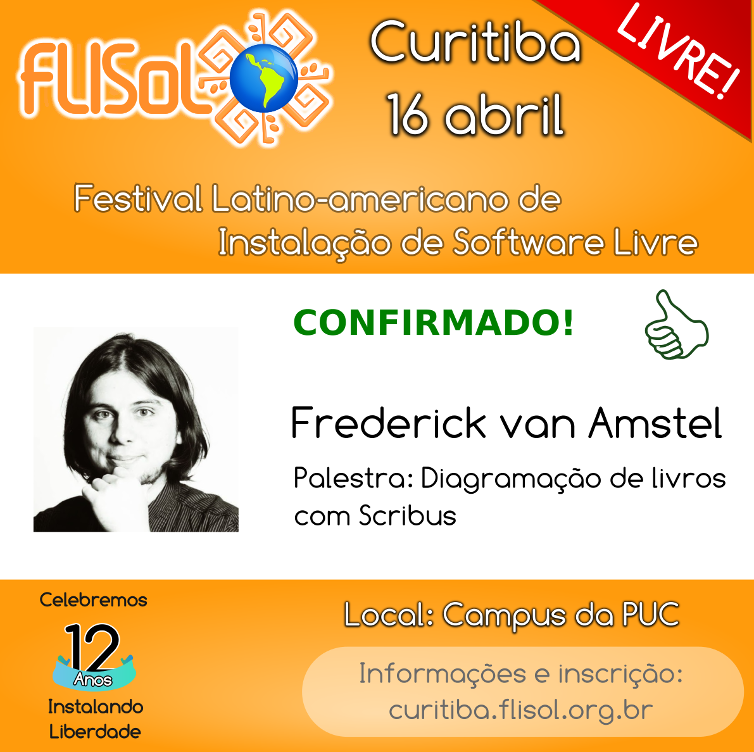 FLISoL
Curitiba
16 abril
LIVRE!
Festival Latino-americano de
Instalação de Software Livre
CONFIRMADO!
Frederick van Amstel
Palestra: Diagramação de livros
com Scribus
Celebremos
12
Anos
Instalando
Liberdade
Local: Campus da PUC
Informações e inscrição:
curitiba.flisol.org.br